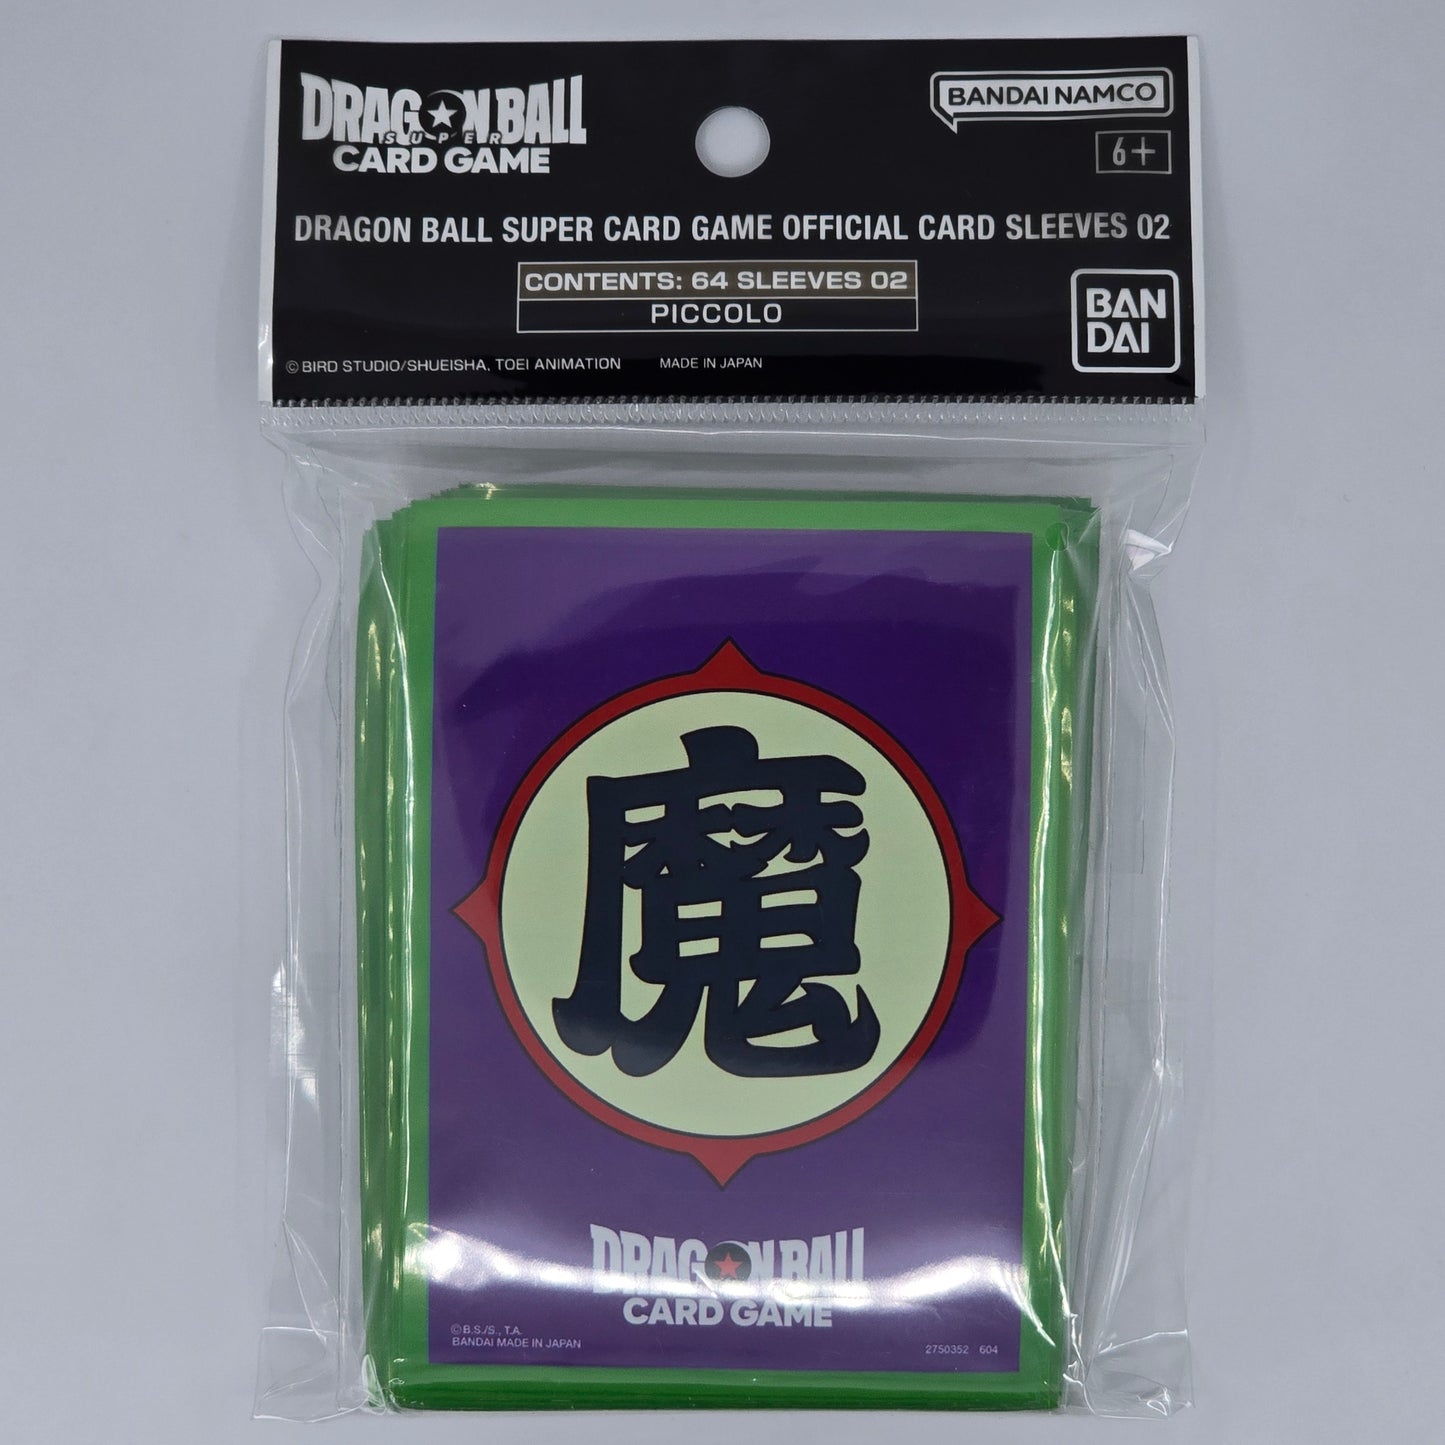 DRAGON BALL
SUPER
CARD GAME
BANDAI NAMCO
6+
DRAGON BALL SUPER CARD GAME OFFICIAL CARD SLEEVES 02
CONTENTS: 64 SLEEVES 02
PICCOLO
BAN
DAI
© BIRD STUDIO/SHUEISHA, TOEI ANIMATION MADE IN JAPAN
魔
DRAGON BALL
CARD GAME
©B.S./S., T.A.
BANDAI MADE IN JAPAN
2750352 604